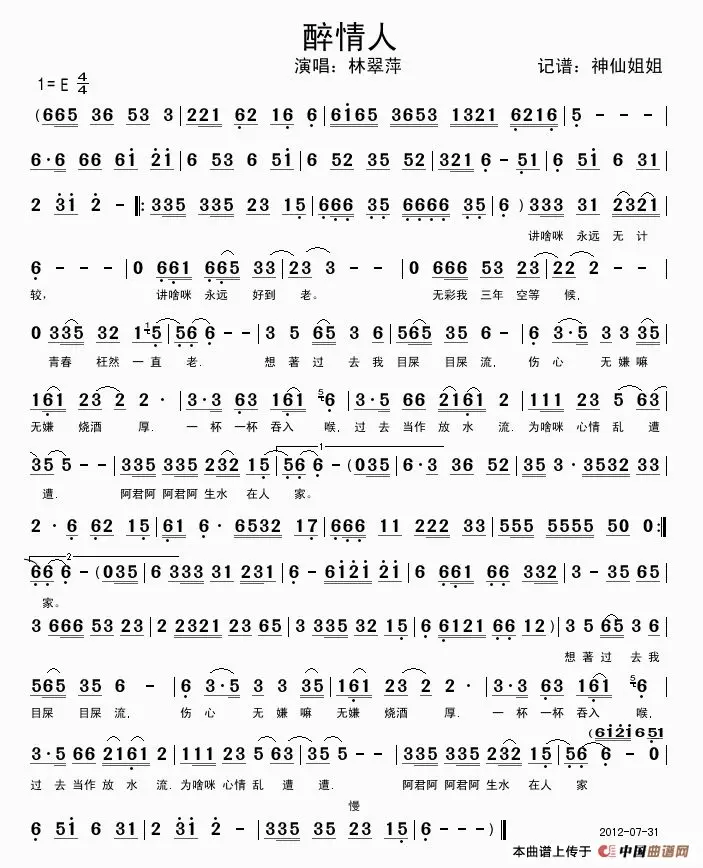 醉情人
演唱：林翠萍
记谱：神仙姐姐
1=E 4/4
(665 36 53 3 | 221 62 16 6 | 6165 3653 1321 6216 | 5 - - - |
6·6 66 61 21 | 6 53 6 51 | 6 52 35 52 | 321 6 - 51 | 6 51 6 31 |
2 31 2 - |: 335 335 23 15 | 666 35 6666 35 | 6 ) 333 31 2321 |
讲啥咪 永远 无 计
6 - - - | 0 661 665 33 | 23 3 - - | 0 666 53 23 | 22 2 - - |
较, 讲啥咪 永远 好到 老。 无彩我 三年 空等 候,
0 335 32 1 5 | 56 6 - - | 3 5 65 3 6 | 565 35 6 - | 6 3·5 3 3 35 |
青春 枉然 一 直 老. 想 著 过 去 我 目屎 目屎 流, 伤 心 无 嫌 嘛
161 23 2 2 · | 3·3 63 161 5 6 | 3·5 66 2161 2 | 111 23 5 63 |
无嫌 烧酒 厚. 一杯 一杯 吞入 喉, 过去 当作 放 水 流. 为啥咪 心情 乱 遭
1
35 5 - - | 335 335 232 15 | 56 6 - (035 | 6·3 33 36 52 | 35 3 · 3532 33 |
遭. 阿君阿 阿君阿 生水 在人 家。
2 · 6 62 15 | 61 6 · 6532 17 | 666 11 222 33 | 555 5555 50 0 :|
2
66 6 - (035 | 6 333 31 231 | 6 - 6121 21 | 6 61 66 332 | 3 - 35 65 |
家。
3 666 53 23 | 2 2321 23 65 | 3 335 32 15 | 6 6121 66 12 ) | 3 5 65 3 6 |
想 著 过 去 我
565 35 6 - | 6 3·5 3 3 35 | 161 23 2 2 · | 3·3 63 161 5 6 |
目屎 目屎 流, 伤 心 无 嫌 嘛 无嫌 烧酒 厚. 一杯 一杯 吞入 喉,
(6121 651
3·5 66 2161 2 | 111 23 5 63 | 35 5 - - | 335 335 232 15 | 56 6 - 0
过去 当作 放 水 流. 为啥咪 心情 乱 遭 遭. 阿君阿 阿君阿 生水 在人 家
慢
6 51 6 31 | 2 31 2 - | 335 35 23 15 | 6 - - - )‖
2012-07-31
本曲谱上传于 中国曲谱网